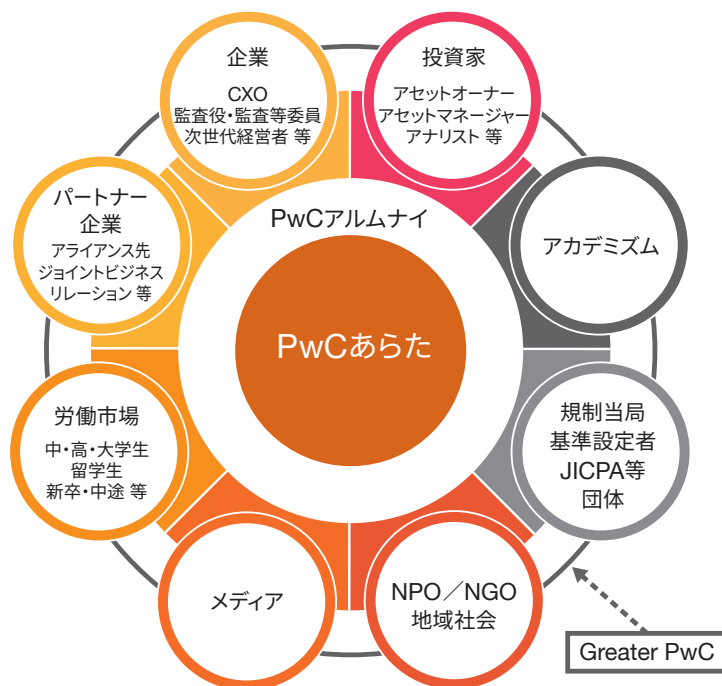 企業
CXO
監査役・監査等委員
次世代経営者 等
投資家
アセットオーナー
アセットマネージャー
アナリスト 等
パートナー
企業
アライアンス先
ジョイントビジネス
リレーション 等
PwCアルムナイ
アカデミズム
PwCあらた
労働市場
中・高・大学生
留学生
新卒・中途 等
規制当局
基準設定者
JICPA等
団体
メディア
NPO／NGO
地域社会
Greater PwC